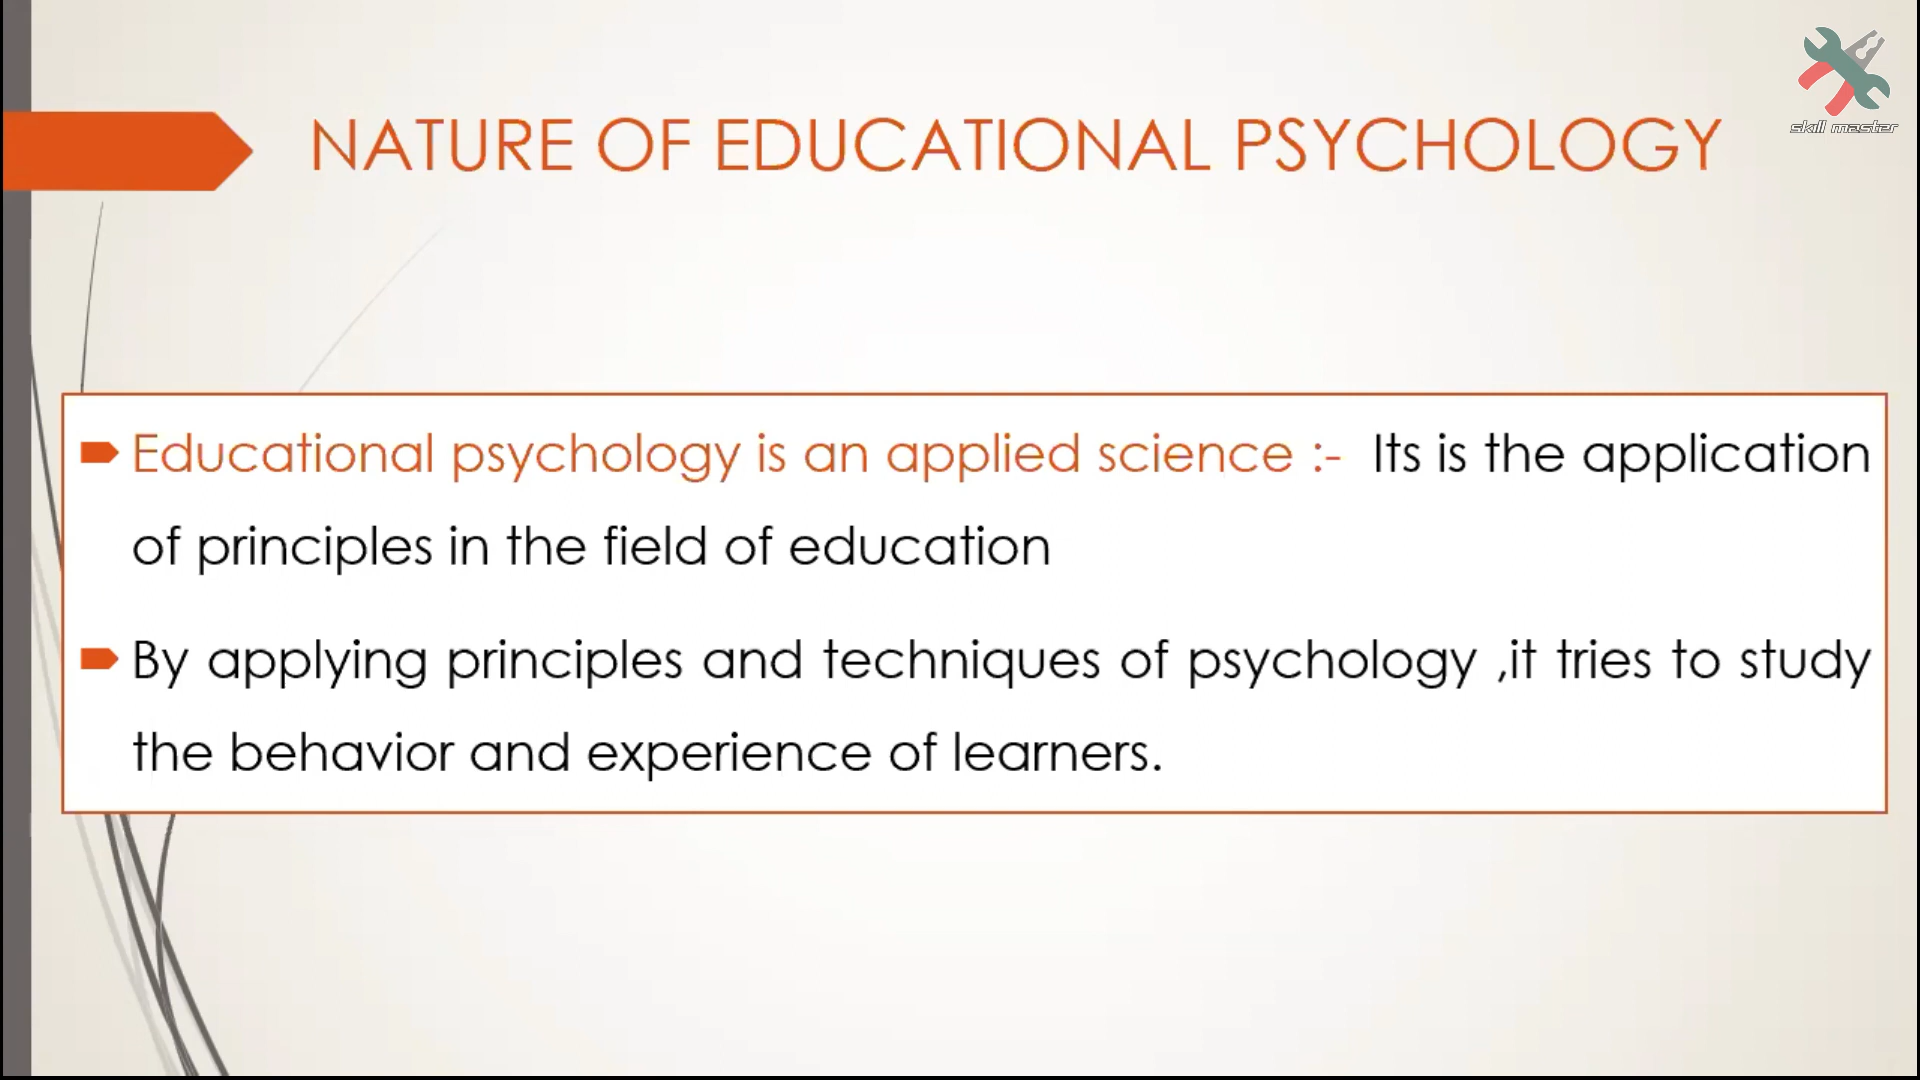 skill master
NATURE OF EDUCATIONAL PSYCHOLOGY
Educational psychology is an applied science :- Its is the application
of principles in the field of education
By applying principles and techniques of psychology ,it tries to study
the behavior and experience of learners.